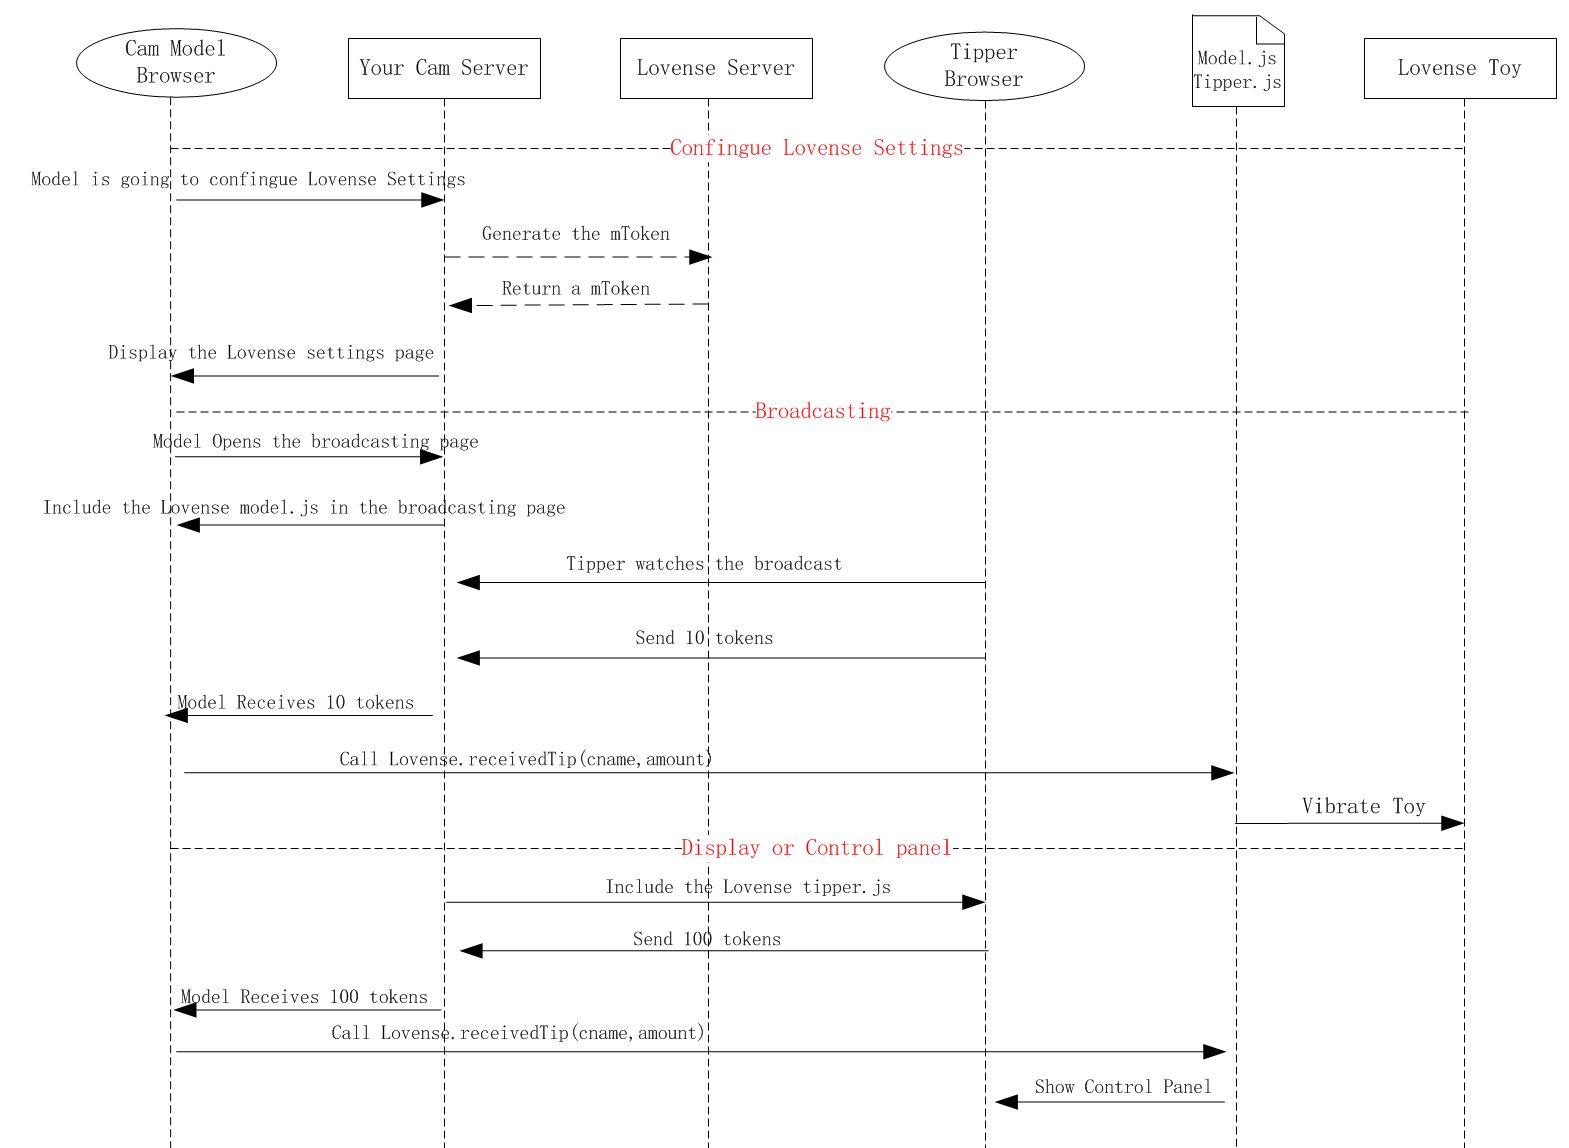 Cam Model
Browser
Your Cam Server
Lovense Server
Tipper
Browser
Model.js
Tipper.js
Lovense Toy
Confingue Lovense Settings
Model is going to confingue Lovense Settings
Generate the mToken
Return a mToken
Display the Lovense settings page
Broadcasting
Model Opens the broadcasting page
Include the Lovense model.js in the broadcasting page
Tipper watches the broadcast
Send 10 tokens
Model Receives 10 tokens
Call Lovense.receivedTip(cname,amount)
Vibrate Toy
Display or Control panel
Include the Lovense tipper.js
Send 100 tokens
Model Receives 100 tokens
Call Lovense.receivedTip(cname,amount)
Show Control Panel